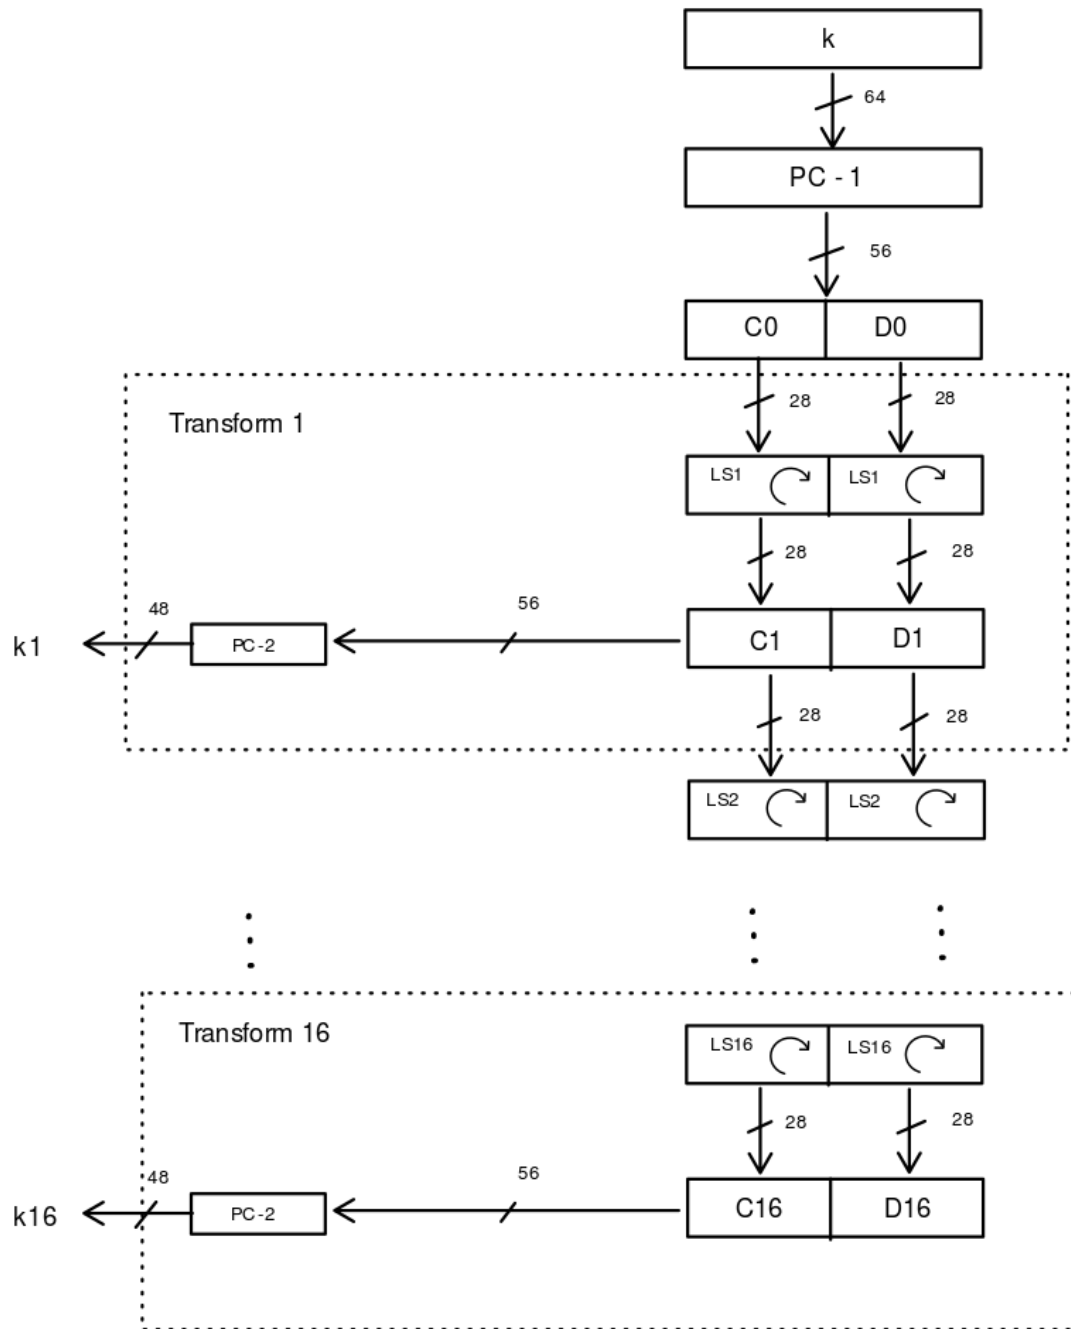 k
64
PC - 1
56
C0 D0
28 28
Transform 1
LS1 LS1
28 28
48 56
k1 PC-2 C1 D1
28 28
LS2 LS2
Transform 16
LS16 LS16
28 28
48 56
k16 PC-2 C16 D16